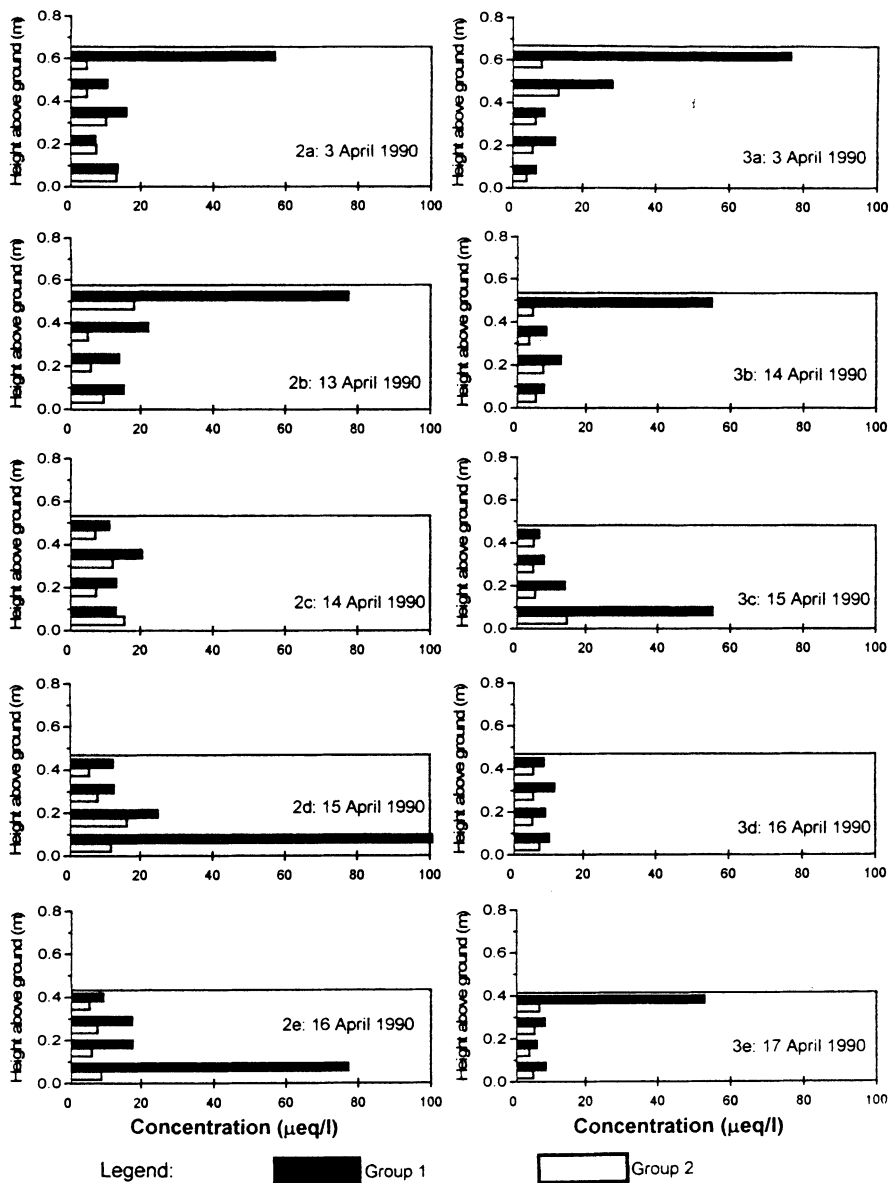 Height above ground (m)
0.8
0.6
0.4
0.2
0.0
2a: 3 April 1990
0 20 40 60 80 100
Height above ground (m)
0.8
0.6
0.4
0.2
0.0
3a: 3 April 1990
0 20 40 60 80 100
Height above ground (m)
0.8
0.6
0.4
0.2
0.0
2b: 13 April 1990
0 20 40 60 80 100
Height above ground (m)
0.8
0.6
0.4
0.2
0.0
3b: 14 April 1990
0 20 40 60 80 100
Height above ground (m)
0.8
0.6
0.4
0.2
0.0
2c: 14 April 1990
0 20 40 60 80 100
Height above ground (m)
0.8
0.6
0.4
0.2
0.0
3c: 15 April 1990
0 20 40 60 80 100
Height above ground (m)
0.8
0.6
0.4
0.2
0.0
2d: 15 April 1990
0 20 40 60 80 100
Height above ground (m)
0.8
0.6
0.4
0.2
0.0
3d: 16 April 1990
0 20 40 60 80 100
Height above ground (m)
0.8
0.6
0.4
0.2
0.0
2e: 16 April 1990
0 20 40 60 80 100
Concentration (µeq/l)
Height above ground (m)
0.8
0.6
0.4
0.2
0.0
3e: 17 April 1990
0 20 40 60 80 100
Concentration (µeq/l)
Legend: Group 1 Group 2